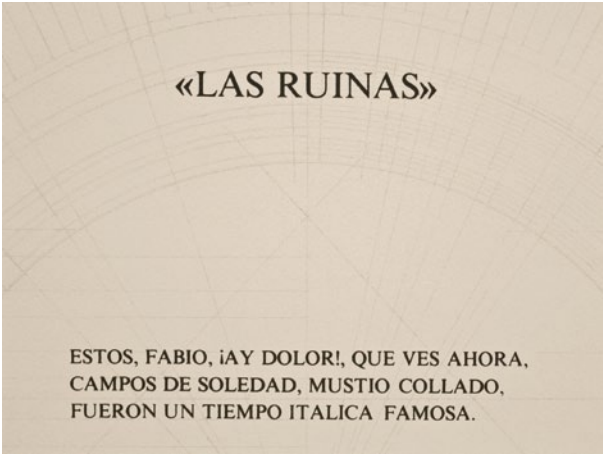 «LAS RUINAS»
ESTOS, FABIO, ¡AY DOLOR!, QUE VES AHORA,
CAMPOS DE SOLEDAD, MUSTIO COLLADO,
FUERON UN TIEMPO ITALICA FAMOSA.